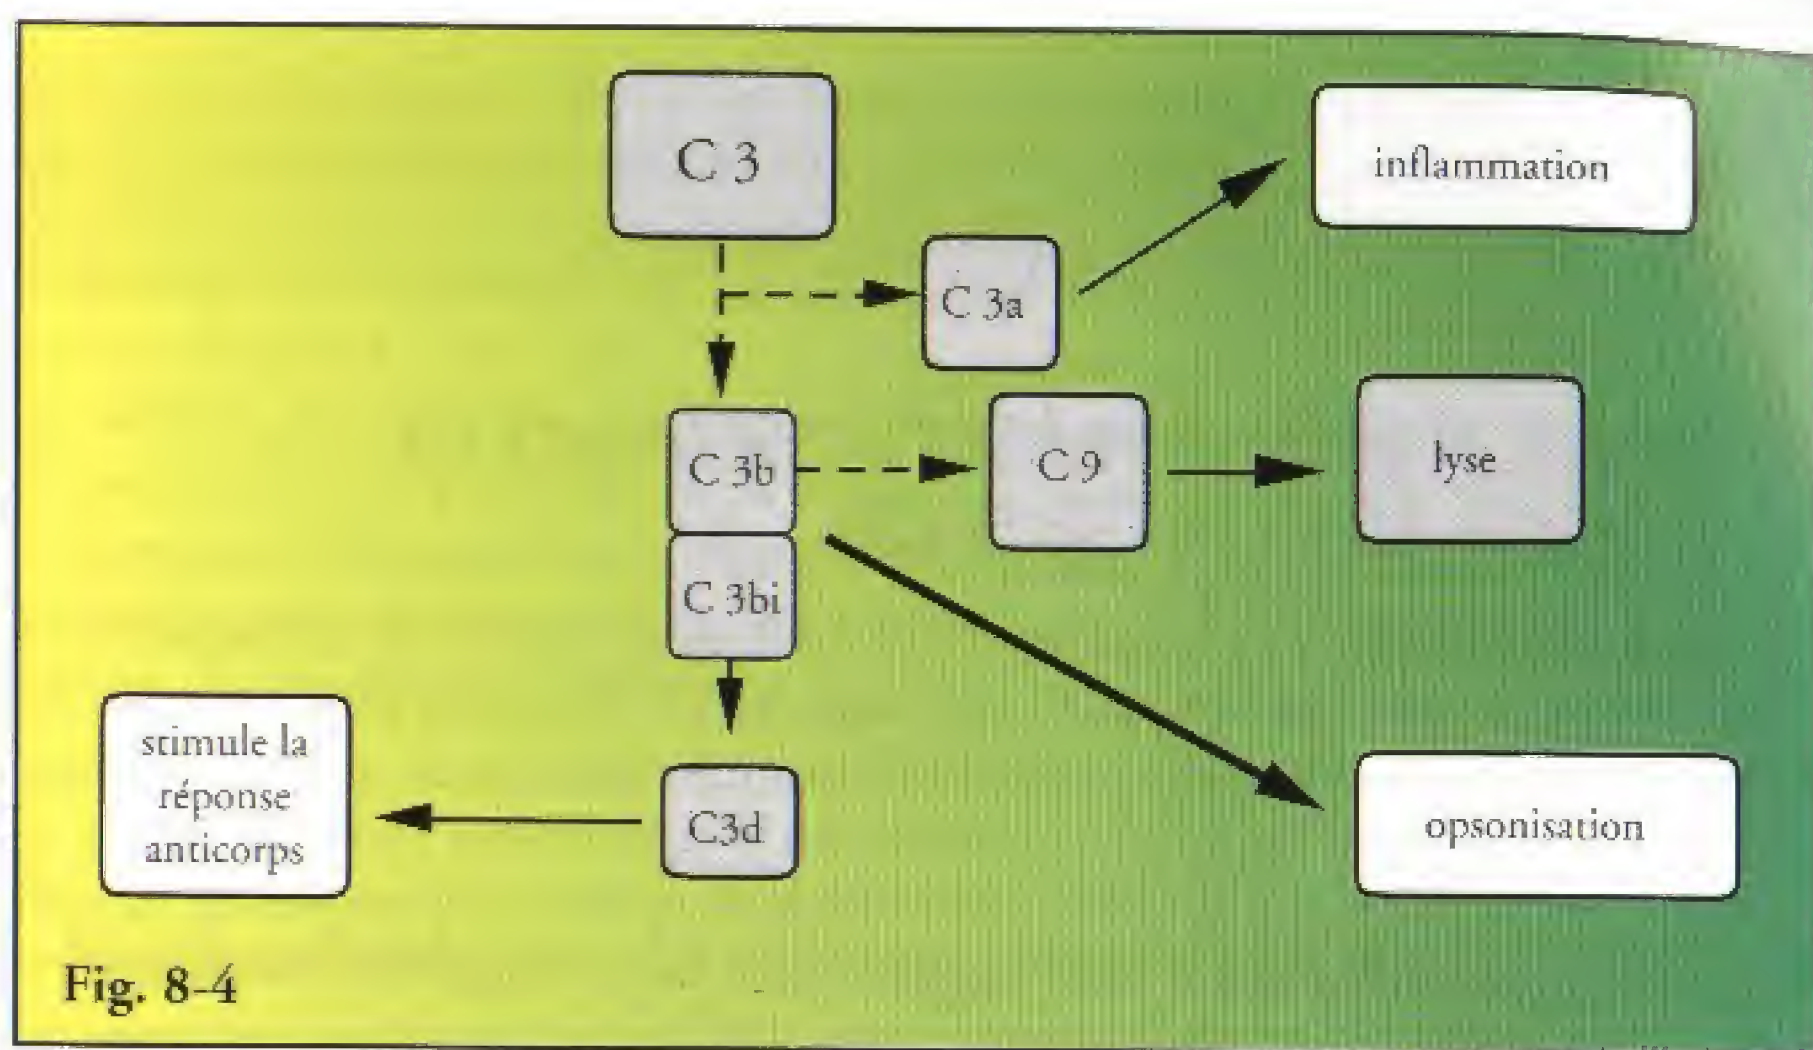 C 3
inflammation
C 3a
C 3b
C 9
lyse
C 3bi
stimule la
réponse
anticorps
C3d
opsonisation
Fig. 8-4